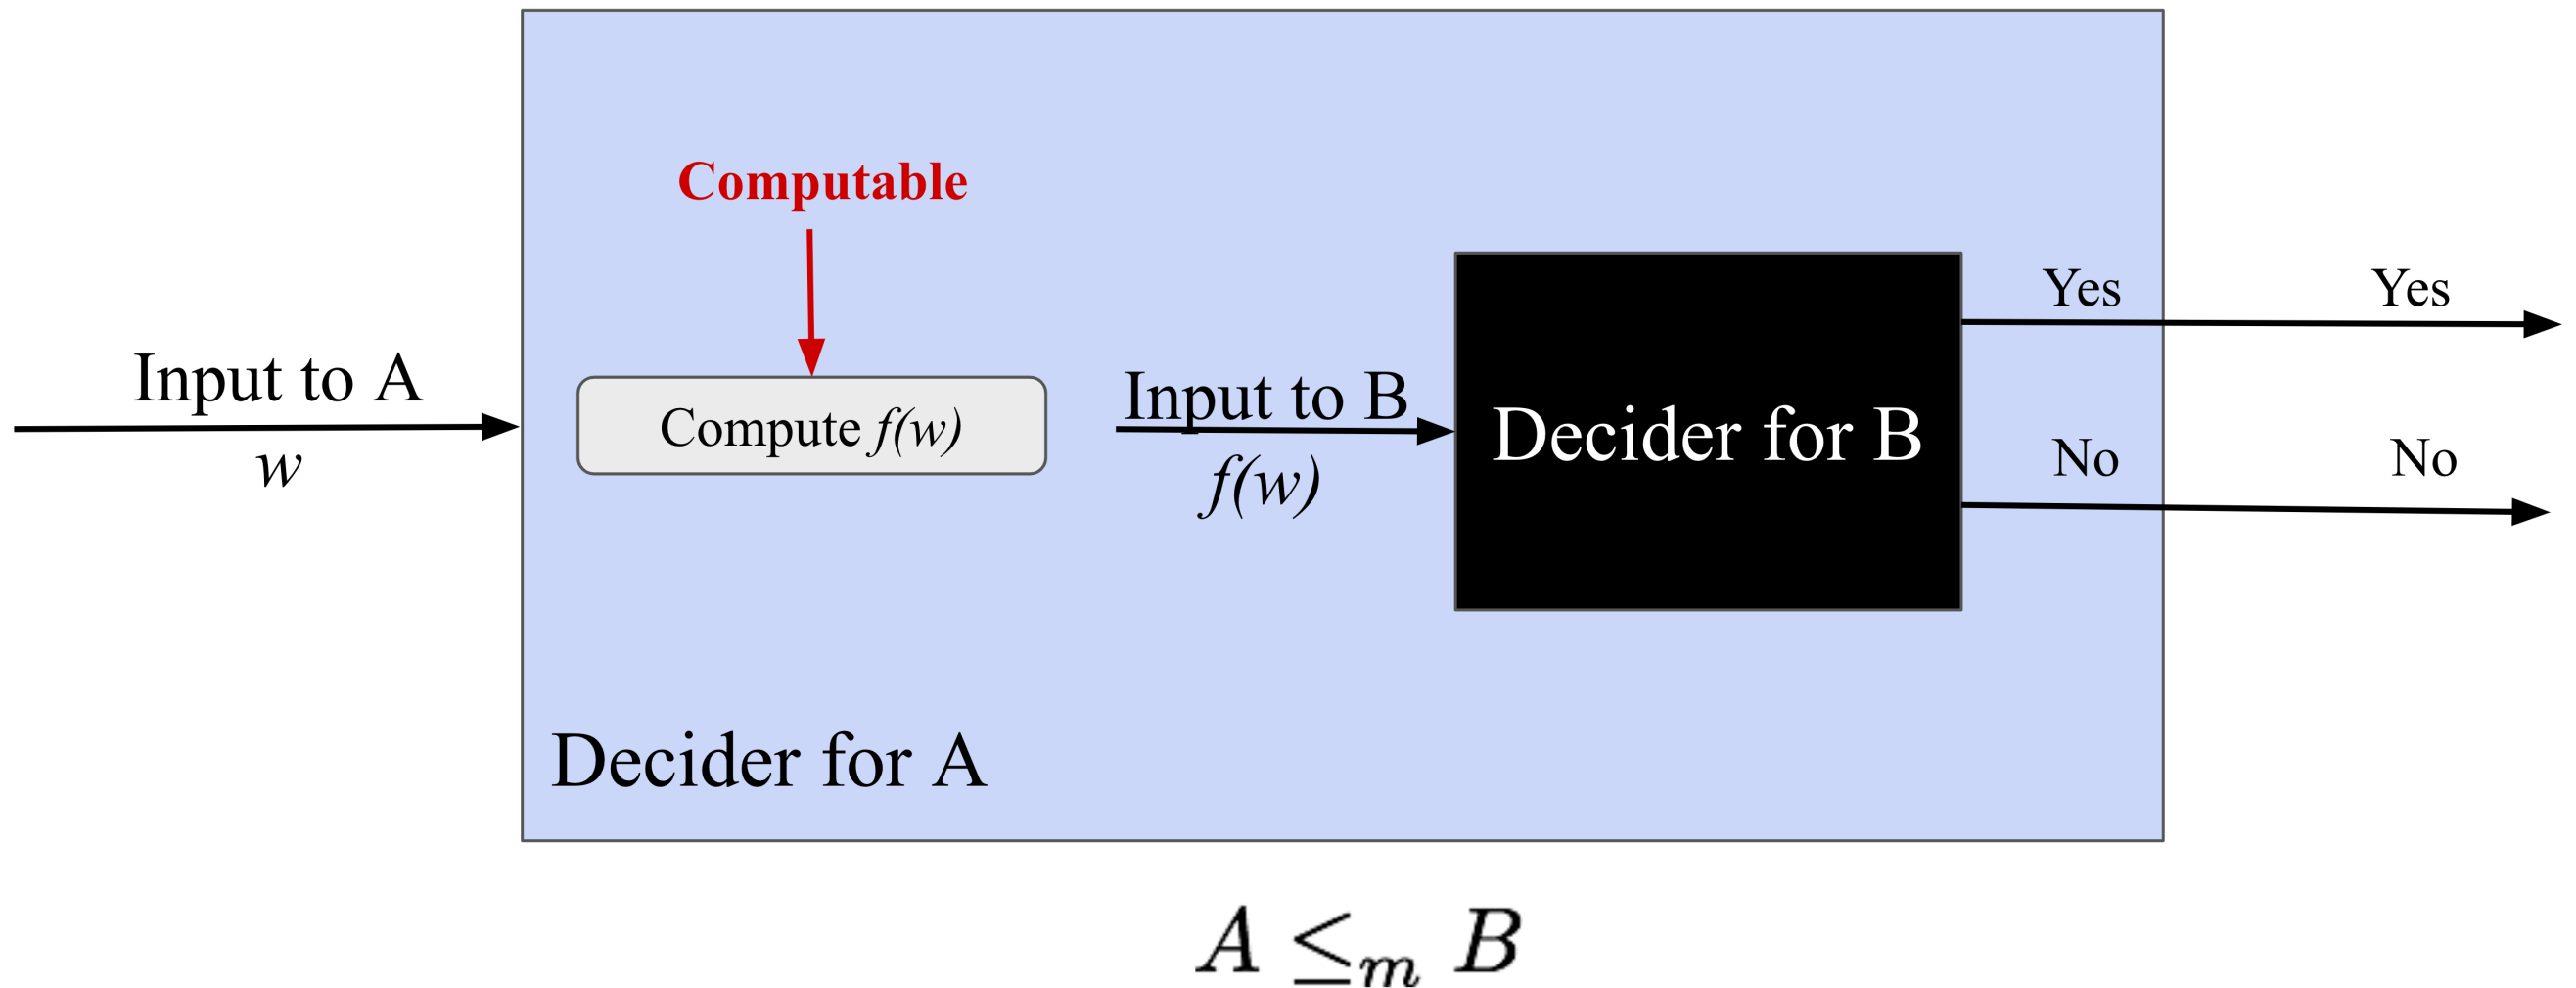 Computable
Input to A
w
Compute f(w)
Input to B
f(w)
Decider for B
Yes
Yes
No
No
Decider for A
A ≤m B